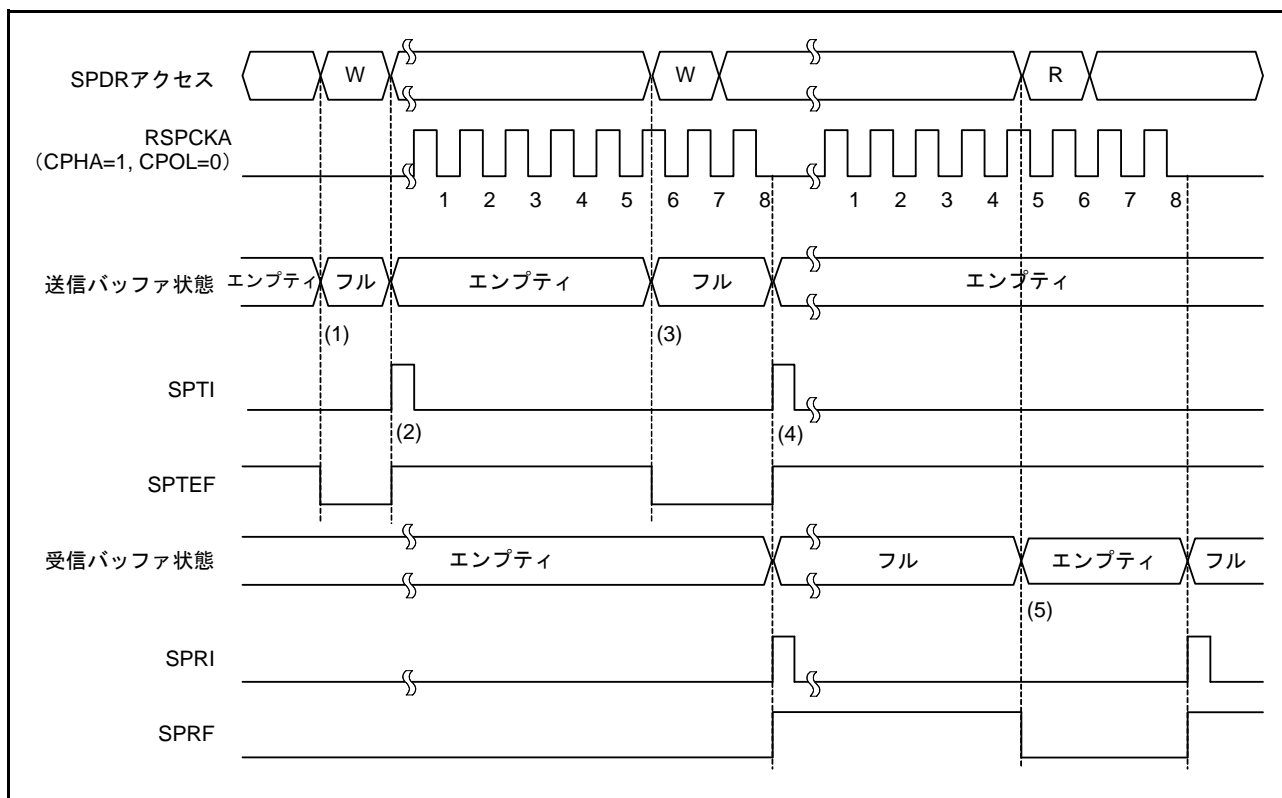 SPDRアクセス W W R
RSPCKA
(CPHA=1, CPOL=0)
1 2 3 4 5 6 7 8 1 2 3 4 5 6 7 8
送信バッファ状態 エンプティ フル エンプティ フル エンプティ
(1) (3)
SPTI
(2) (4)
SPTEF
受信バッファ状態 エンプティ フル エンプティ フル
(5)
SPRI
SPRF